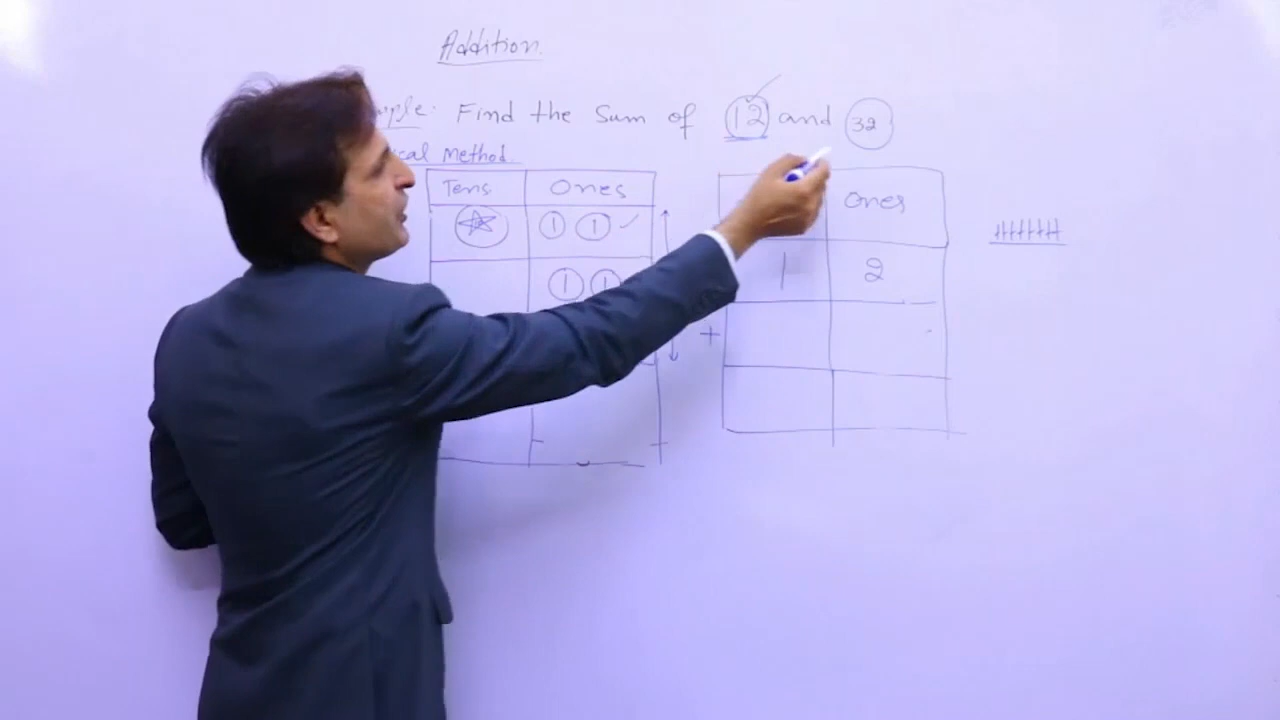 Addition.
Find the Sum of 12 and 32
Method.
Tens Ones
1 1
1 1
ones
1 2
+